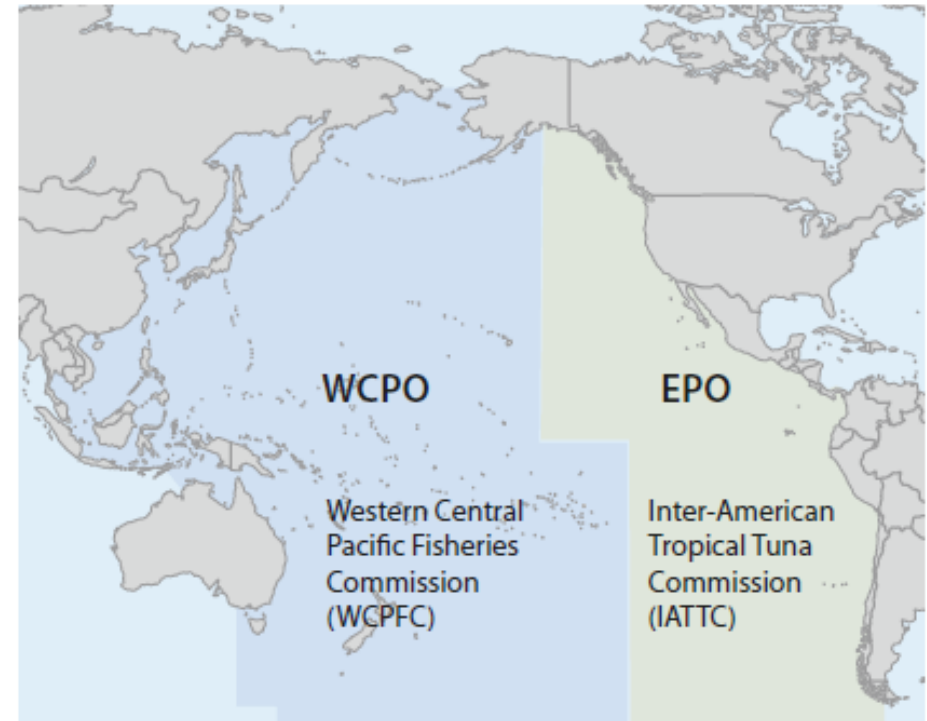 WCPO
EPO
Western Central
Pacific Fisheries
Commission
(WCPFC)
Inter-American
Tropical Tuna
Commission
(IATTC)